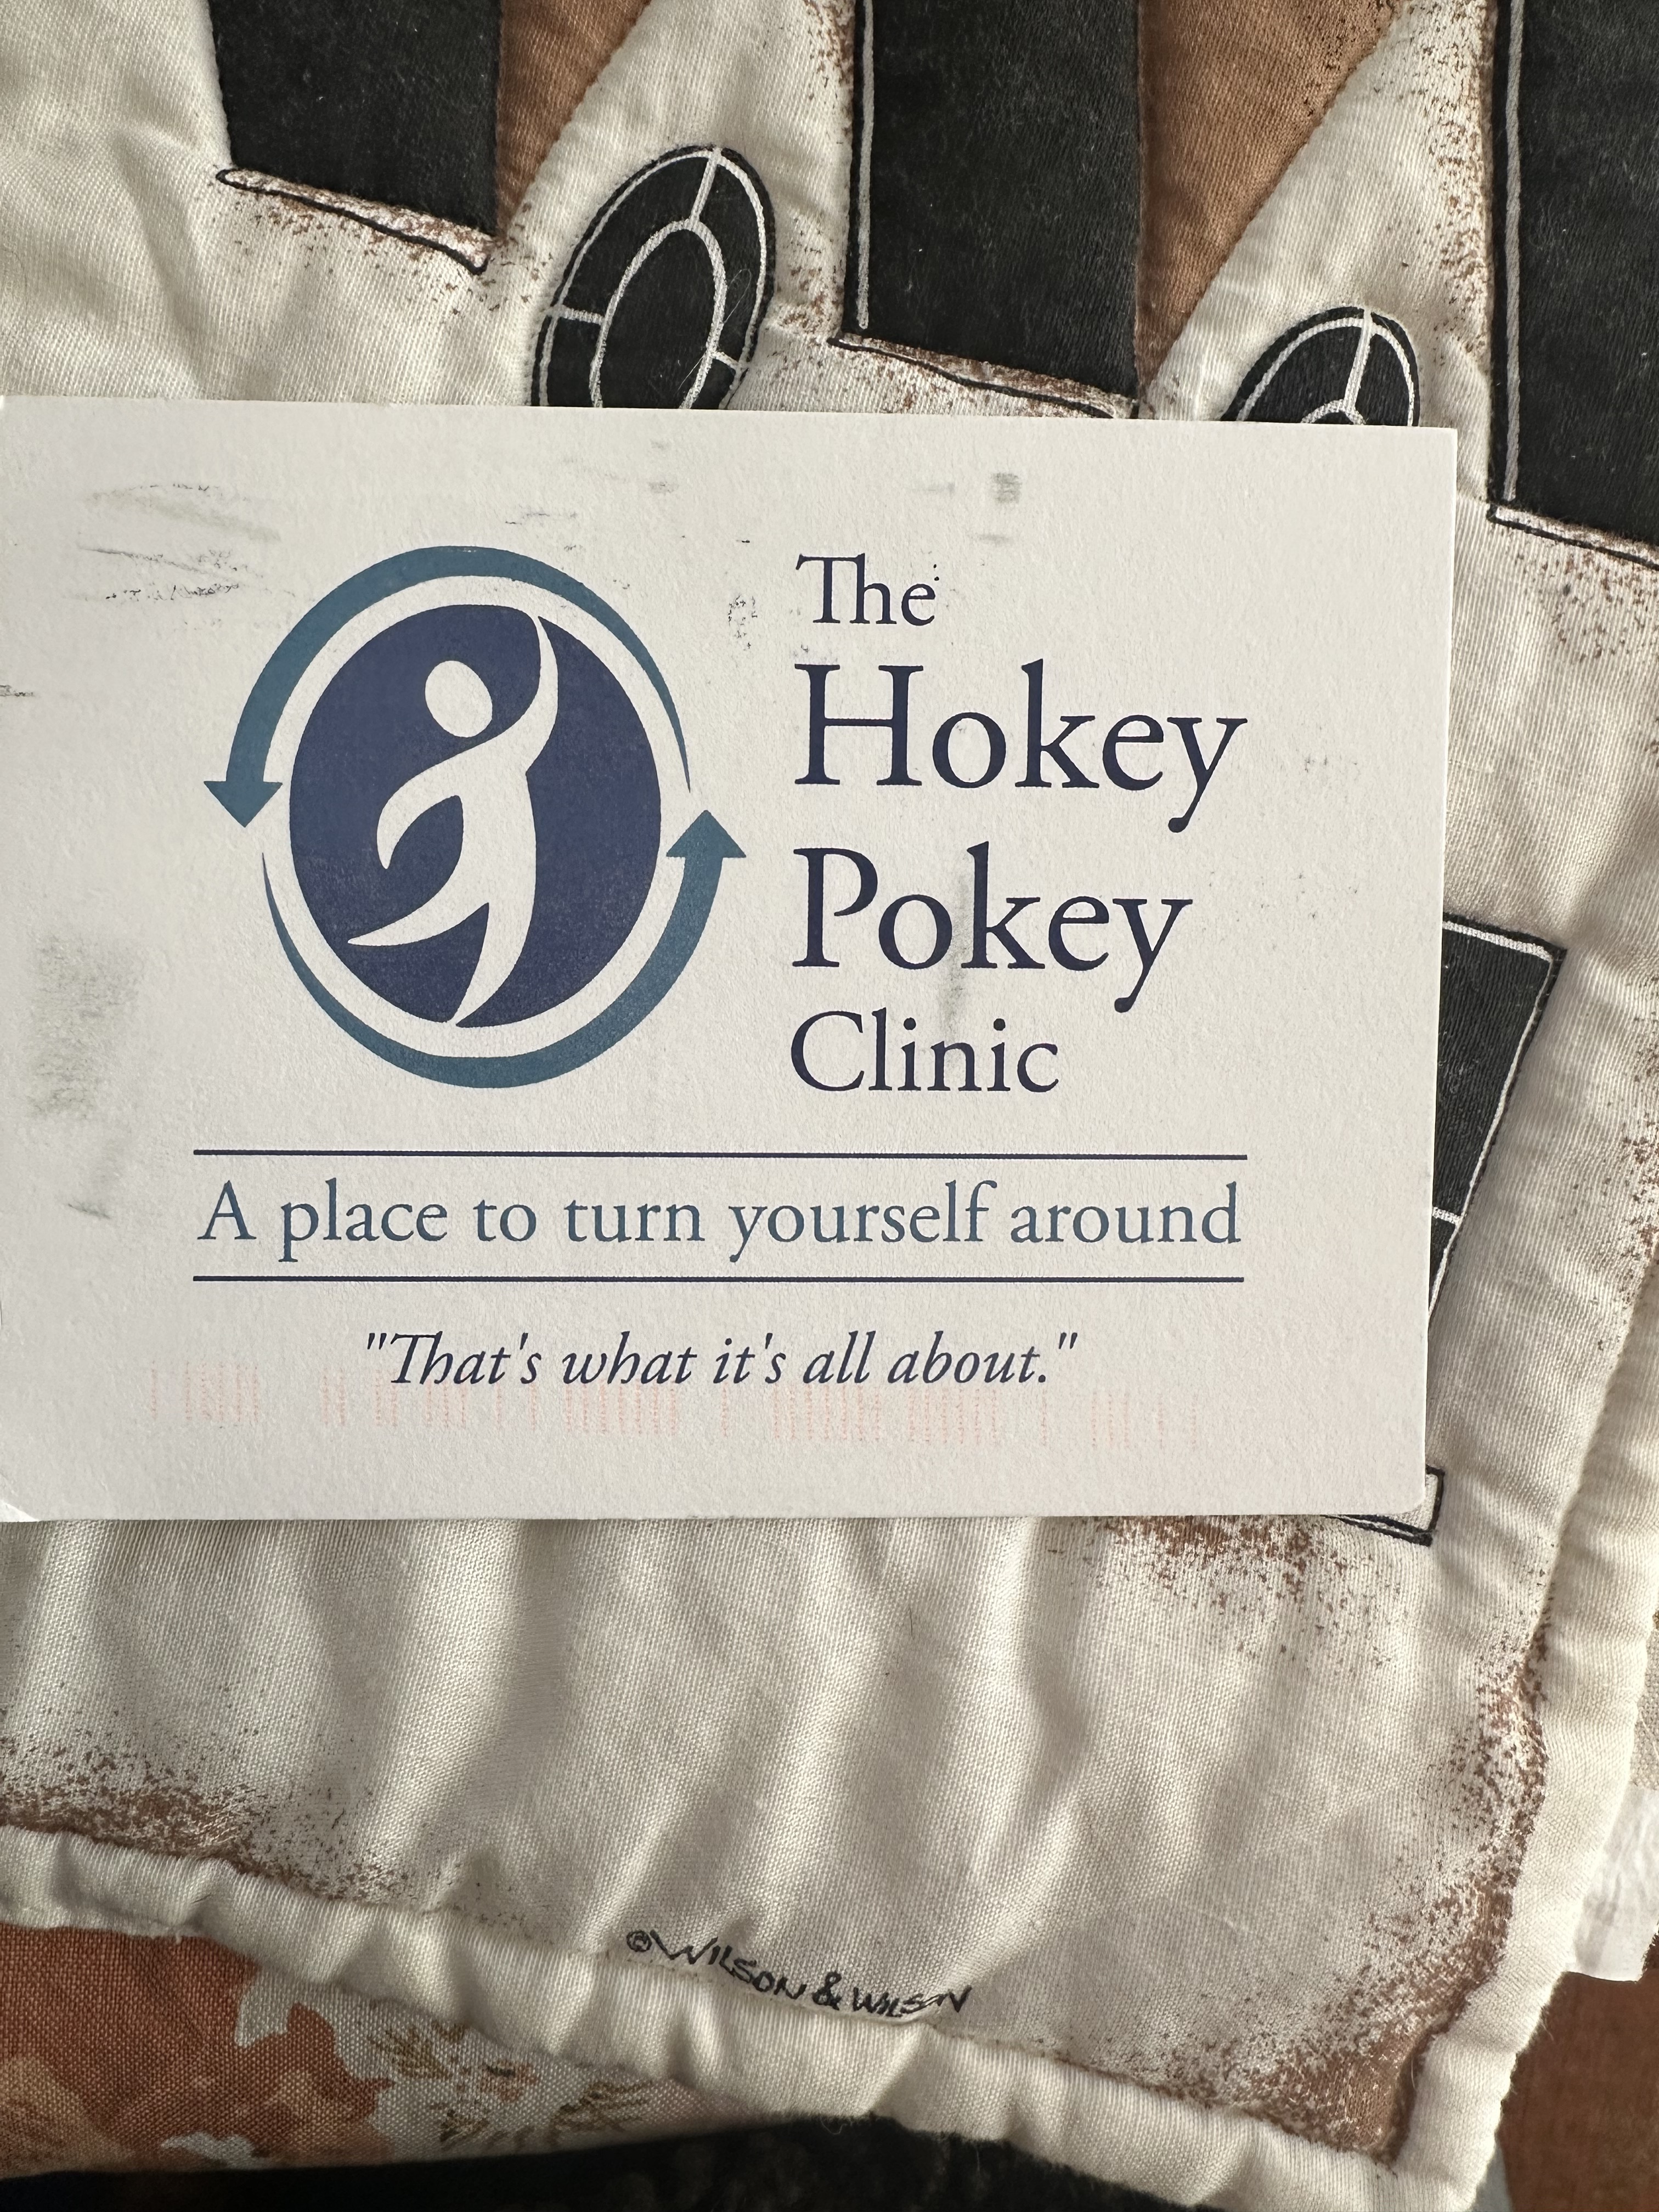 The
Hokey
Pokey
Clinic
A place to turn yourself around
"That's what it's all about."
©WILSON & WILSON